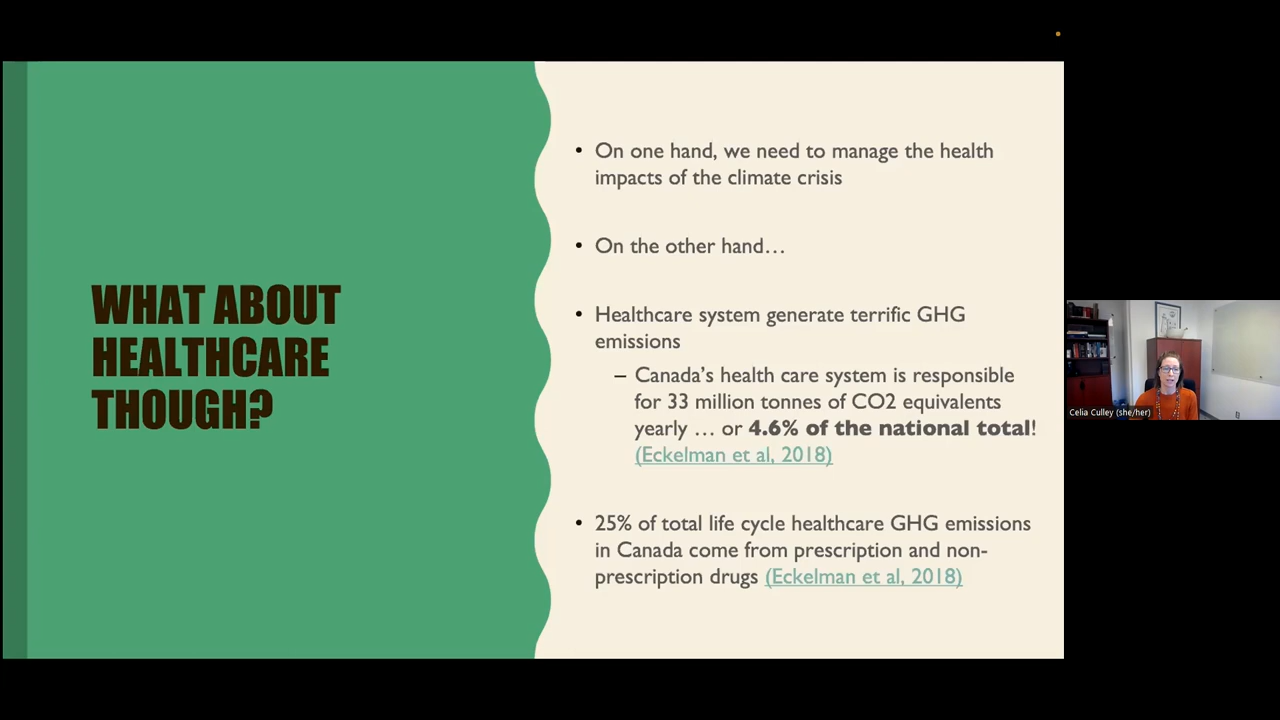 WHAT ABOUT
HEALTHCARE
THOUGH?
• On one hand, we need to manage the health
impacts of the climate crisis
• On the other hand…
• Healthcare system generate terrific GHG
emissions
– Canada’s health care system is responsible
for 33 million tonnes of CO2 equivalents
yearly … or 4.6% of the national total!
(Eckelman et al, 2018)
• 25% of total life cycle healthcare GHG emissions
in Canada come from prescription and non-
prescription drugs (Eckelman et al, 2018)
Celia Culley (she/her)